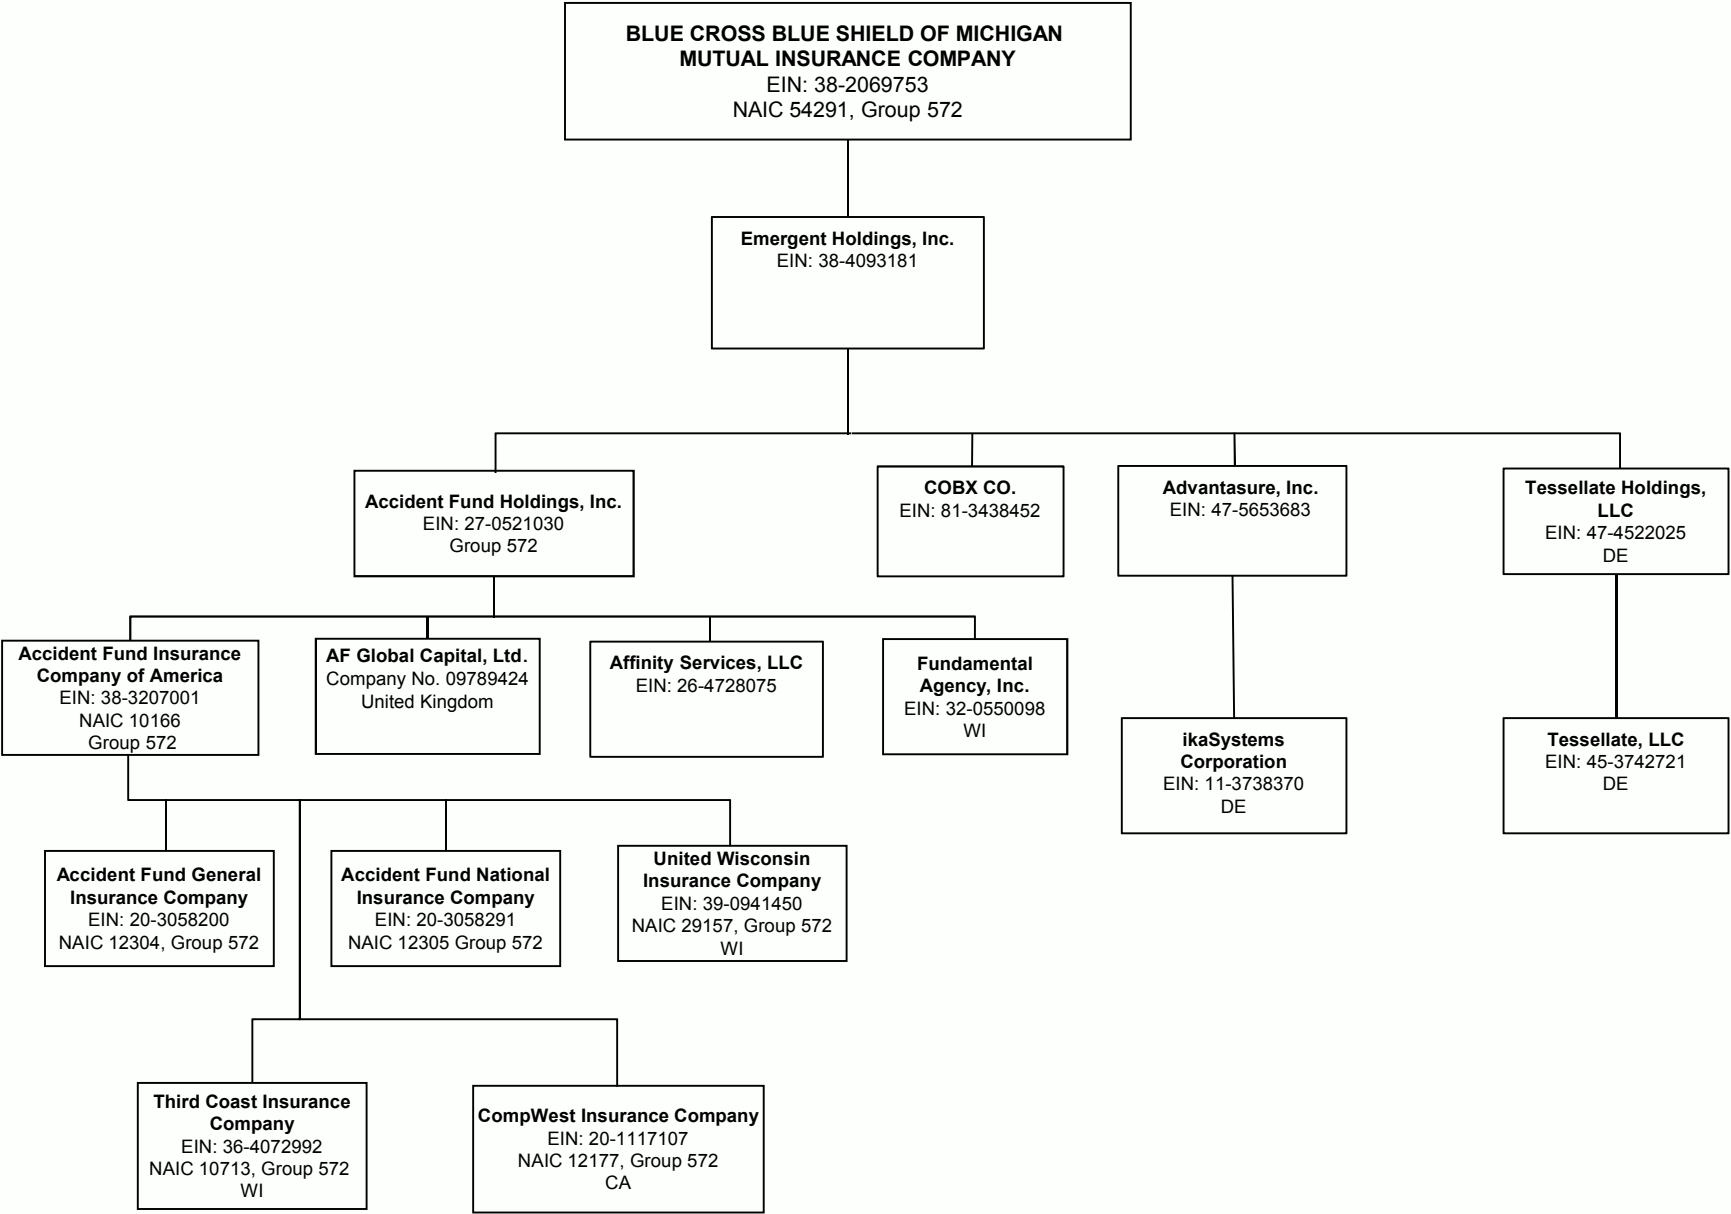 BLUE CROSS BLUE SHIELD OF MICHIGAN
MUTUAL INSURANCE COMPANY
EIN: 38-2069753
NAIC 54291, Group 572
Emergent Holdings, Inc.
EIN: 38-4093181
Accident Fund Holdings, Inc.
EIN: 27-0521030
Group 572
COBX CO.
EIN: 81-3438452
Advantasure, Inc.
EIN: 47-5653683
Tessellate Holdings,
LLC
EIN: 47-4522025
DE
Accident Fund Insurance
Company of America
EIN: 38-3207001
NAIC 10166
Group 572
AF Global Capital, Ltd.
Company No. 09789424
United Kingdom
Affinity Services, LLC
EIN: 26-4728075
Fundamental
Agency, Inc.
EIN: 32-0550098
WI
ikaSystems
Corporation
EIN: 11-3738370
DE
Tessellate, LLC
EIN: 45-3742721
DE
Accident Fund General
Insurance Company
EIN: 20-3058200
NAIC 12304, Group 572
Accident Fund National
Insurance Company
EIN: 20-3058291
NAIC 12305 Group 572
United Wisconsin
Insurance Company
EIN: 39-0941450
NAIC 29157, Group 572
WI
Third Coast Insurance
Company
EIN: 36-4072992
NAIC 10713, Group 572
WI
CompWest Insurance Company
EIN: 20-1117107
NAIC 12177, Group 572
CA